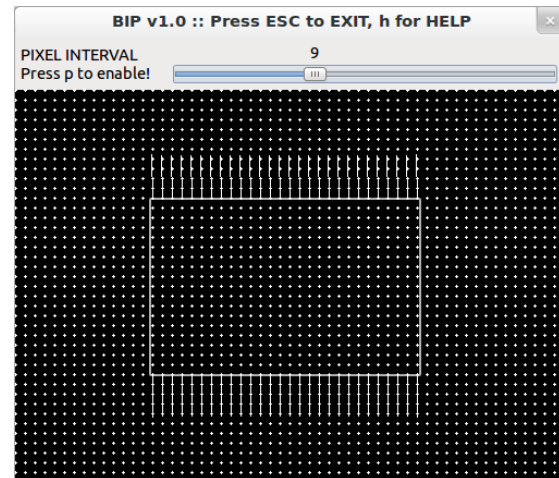 BIP v1.0 :: Press ESC to EXIT, h for HELP
PIXEL INTERVAL
Press p to enable!
9